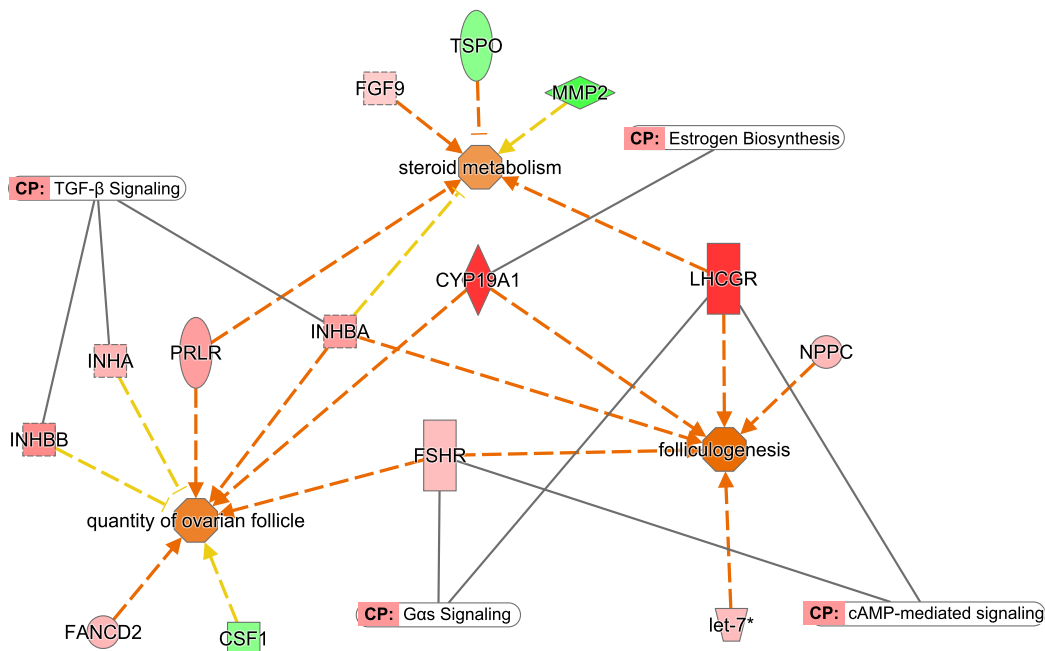 TSPO
FGF9
MMP2
CP: Estrogen Biosynthesis
steroid metabolism
CP: TGF-β Signaling
CYP19A1
LHCGR
INHBA
PRLR
INHA
NPPC
INHBB
FSHR
folliculogenesis
quantity of ovarian follicle
CP: Gαs Signaling
CP: cAMP-mediated signaling
let-7*
FANCD2
CSF1